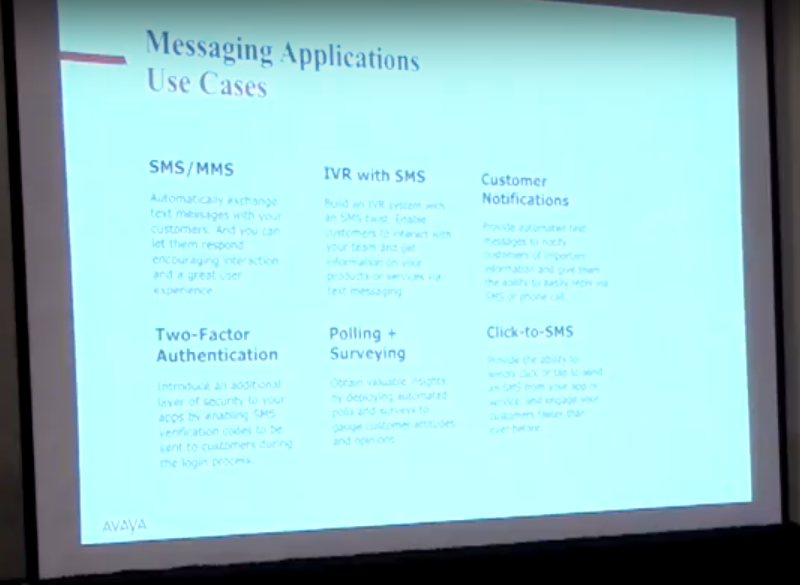 Messaging Applications
Use Cases
SMS/MMS
Automatically exchange
text messages with your
customers. And you can
let them respond
encouraging interaction
and a great user
experience.
IVR with SMS
Build an IVR system with
an SMS twist. Enable
customers to interact with
your team and get
information on your
products or services via
text messaging.
Customer
Notifications
Provide automated text
messages to notify
customers of important
information and give them
the ability to easily reply via
SMS or phone call.
Two-Factor
Authentication
Introduce an additional
layer of security to your
apps by enabling SMS
verification codes to be
sent to customers during
the login process.
Polling +
Surveying
Obtain valuable insights
by deploying automated
polls and surveys to
gauge customer attitudes
and opinions.
Click-to-SMS
Provide the ability to
simply click or tap to send
an SMS from your app or
service, and engage your
customers faster than
ever before.
AVAYA